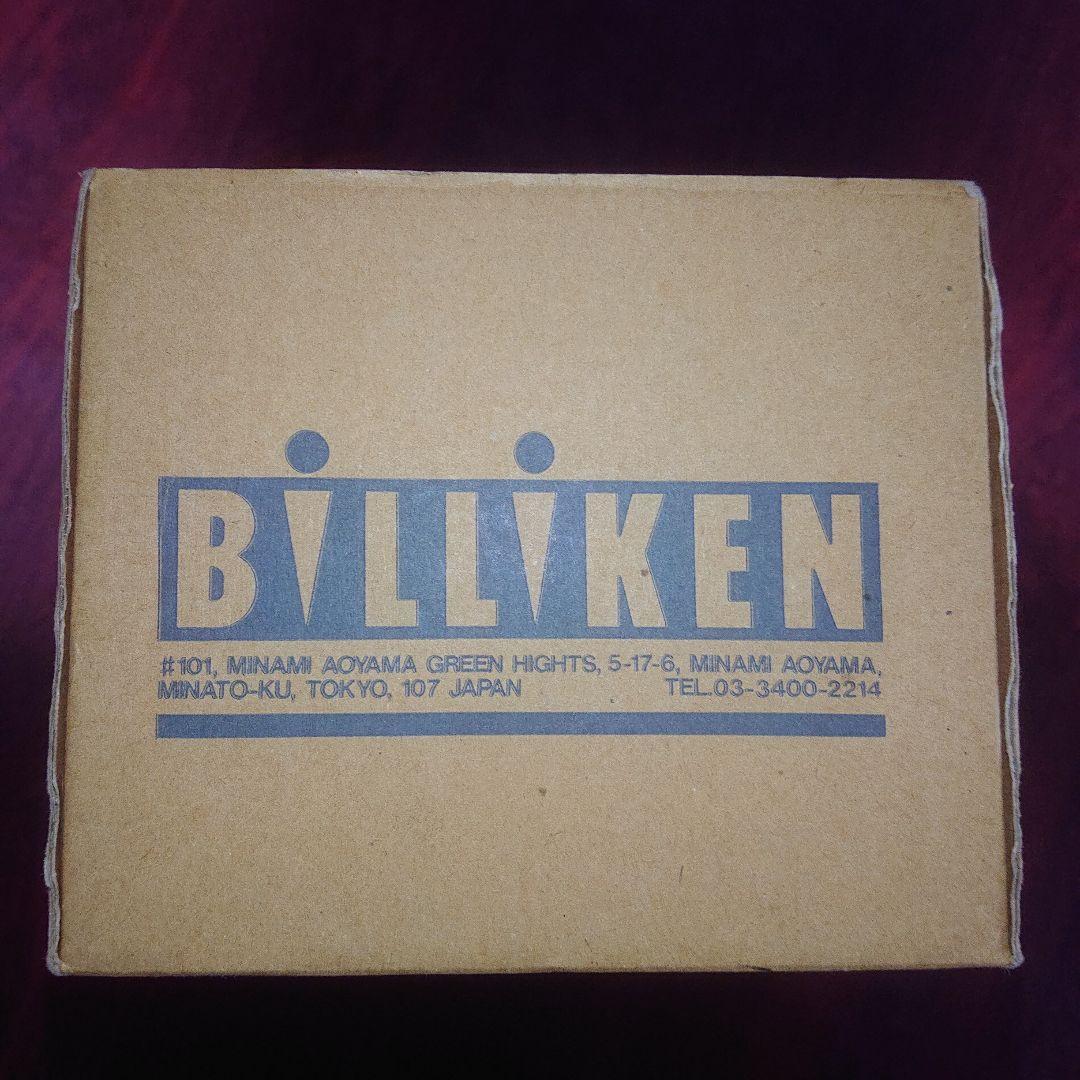 BiLLiKEN
#101, MINAMI AOYAMA GREEN HIGHTS, 5-17-6, MINAMI AOYAMA,
MINATO-KU, TOKYO, 107 JAPAN TEL.03-3400-2214